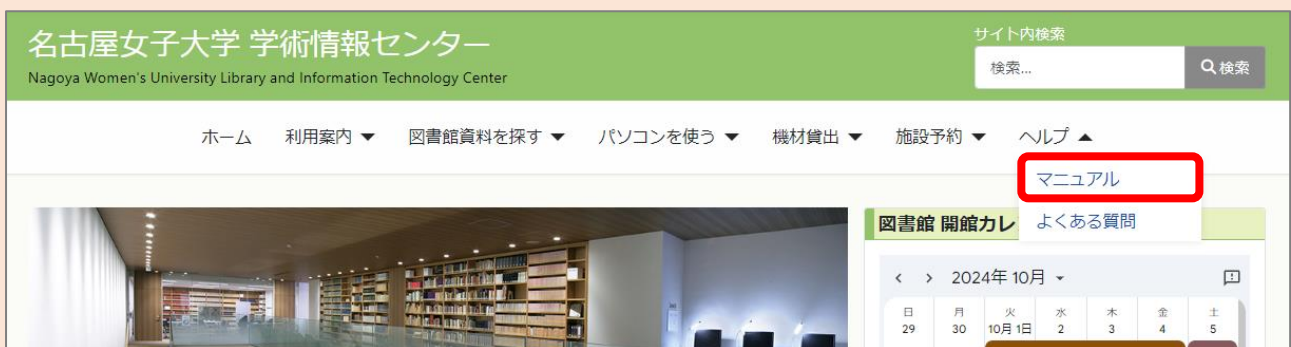 名古屋女子大学 学術情報センター
Nagoya Women's University Library and Information Technology Center
サイト内検索
検索...
検索
ホーム 利用案内 ▼ 図書館資料を探す ▼ パソコンを使う ▼ 機材貸出 ▼ 施設予約 ▼ ヘルプ ▲
マニュアル
よくある質問
図書館 開館カレ
2024年 10月
日 月 火 水 木 金 土
29 30 10月 1日 2 3 4 5